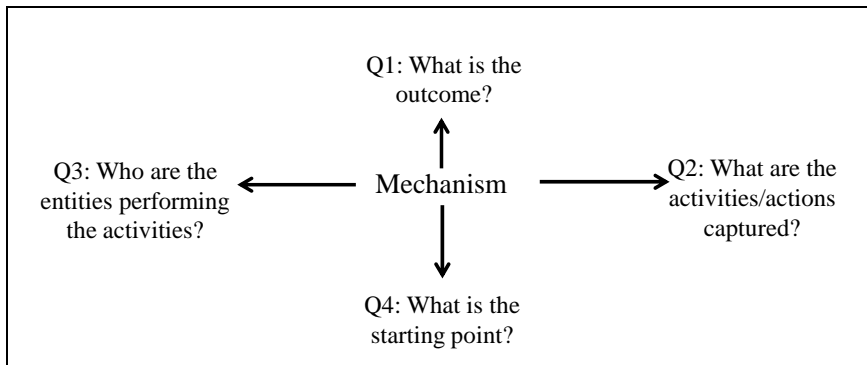 Q1: What is the
outcome?
Q3: Who are the
entities performing
the activities?
Mechanism
Q2: What are the
activities/actions
captured?
Q4: What is the
starting point?